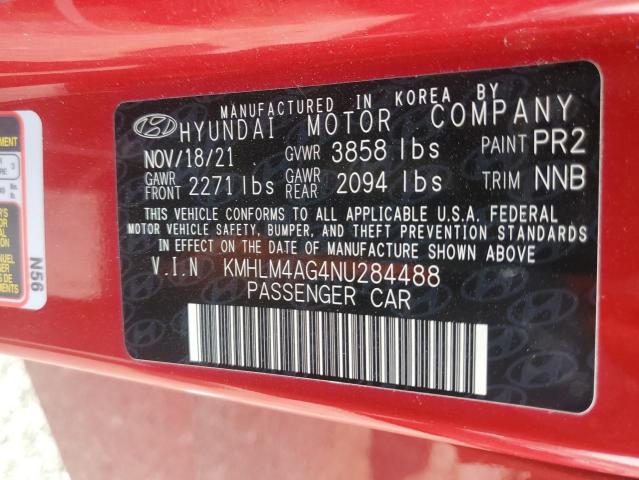 MANUFACTURED IN KOREA BY
HYUNDAI MOTOR COMPANY
NOV/18/21 GVWR 3858 lbs PAINT PR2
GAWR FRONT 2271 lbs GAWR REAR 2094 lbs TRIM NNB
THIS VEHICLE CONFORMS TO ALL APPLICABLE U.S.A. FEDERAL
MOTOR VEHICLE SAFETY, BUMPER, AND THEFT PREVENTION STANDARDS
IN EFFECT ON THE DATE OF MANUFACTURE SHOWN ABOVE
V.I.N KMHLM4AG4NU284488
PASSENGER CAR
N56